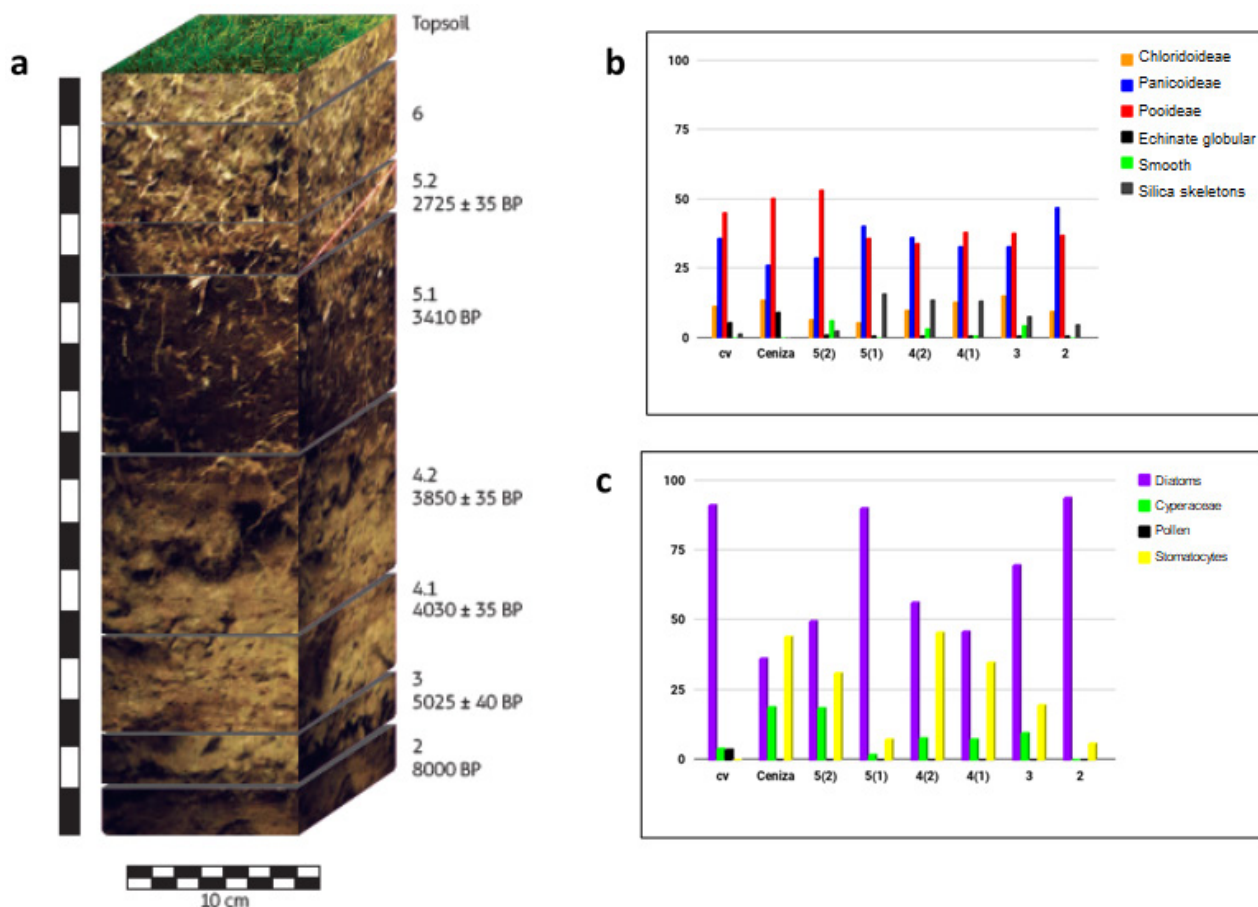 a
Topsoil
6
5.2
2725 ± 35 BP
5.1
3410 BP
4.2
3850 ± 35 BP
4.1
4030 ± 35 BP
3
5025 ± 40 BP
2
8000 BP
10 cm
b
100
75
50
25
0
cv Ceniza 5(2) 5(1) 4(2) 4(1) 3 2
Chloridoideae
Panicoideae
Pooideae
Echinate globular
Smooth
Silica skeletons
c
100
75
50
25
0
cv Ceniza 5(2) 5(1) 4(2) 4(1) 3 2
Diatoms
Cyperaceae
Pollen
Stomatocytes